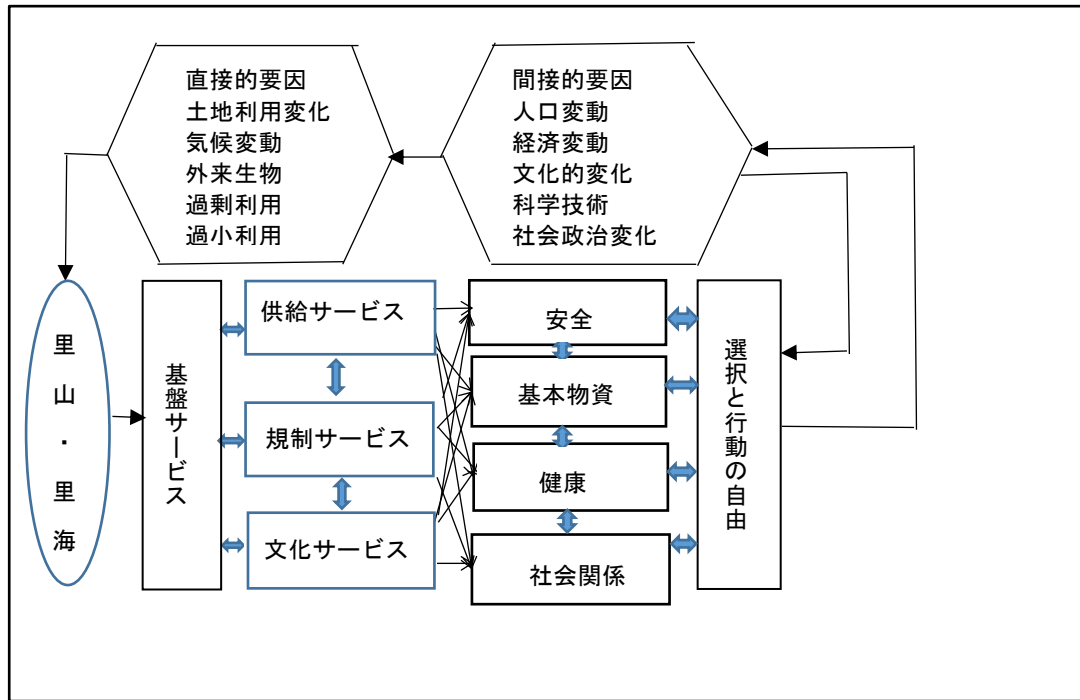 直接的要因
土地利用変化
気候変動
外来生物
過剰利用
過小利用
間接的要因
人口変動
経済変動
文化的変化
科学技術
社会政治変化
里山・里海
基盤サービス
供給サービス
規制サービス
文化サービス
安全
基本物資
健康
社会関係
選択と行動の自由